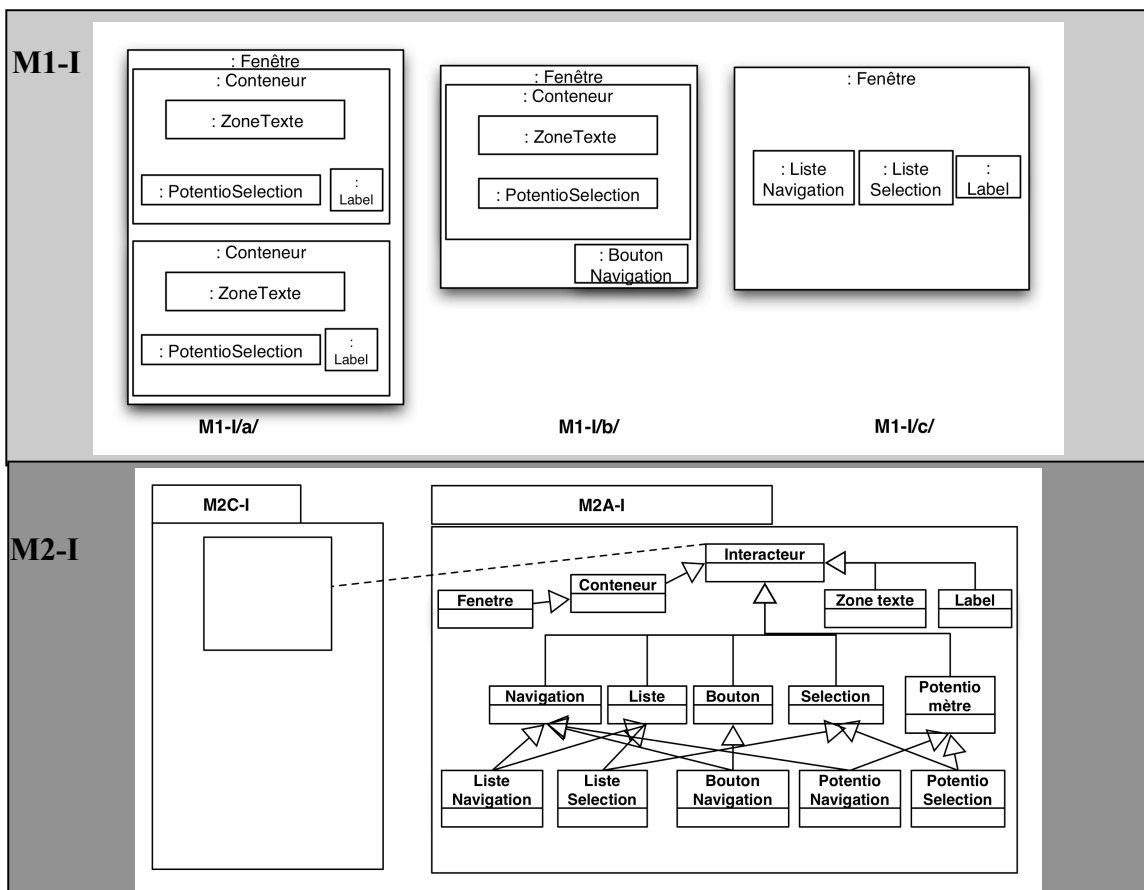 M1-I
: Fenêtre
: Conteneur
: ZoneTexte
: PotentioSelection
:
Label
: Conteneur
: ZoneTexte
: PotentioSelection
:
Label
M1-I/a/
: Fenêtre
: Conteneur
: ZoneTexte
: PotentioSelection
: Bouton
Navigation
M1-I/b/
: Fenêtre
: Liste
Navigation
: Liste
Selection
:
Label
M1-I/c/
M2-I
M2C-I
M2A-I
Interacteur
Conteneur
Fenetre
Zone texte
Label
Navigation
Liste
Bouton
Selection
Potentio
mètre
Liste
Navigation
Liste
Selection
Bouton
Navigation
Potentio
Navigation
Potentio
Selection